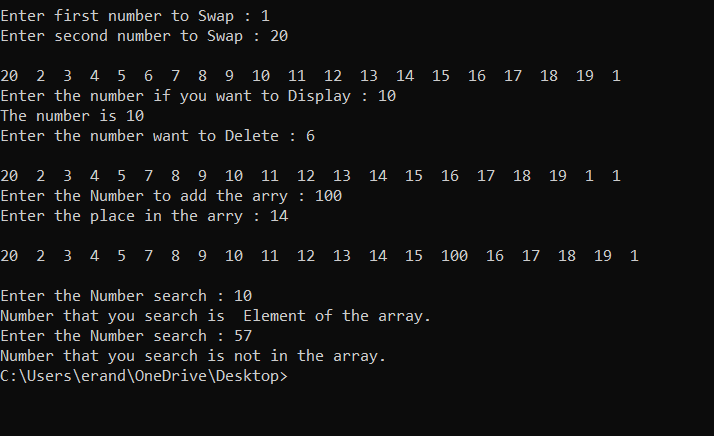 Enter first number to Swap : 1
Enter second number to Swap : 20
20  2  3  4  5  6  7  8  9  10  11  12  13  14  15  16  17  18  19  1
Enter the number if you want to Display : 10
The number is 10
Enter the number want to Delete : 6
20  2  3  4  5  7  8  9  10  11  12  13  14  15  16  17  18  19  1  1
Enter the Number to add the arry : 100
Enter the place in the arry : 14
20  2  3  4  5  7  8  9  10  11  12  13  14  15  100  16  17  18  19  1
Enter the Number search : 10
Number that you search is  Element of the array.
Enter the Number search : 57
Number that you search is not in the array.
C:\Users\erand\OneDrive\Desktop>